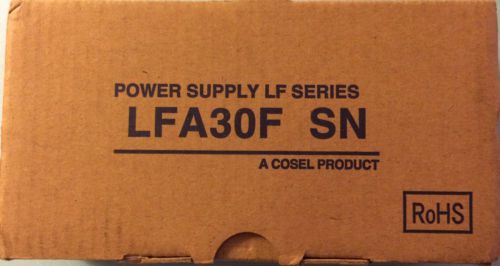 POWER SUPPLY LF SERIES
LFA30F SN
A COSEL PRODUCT
RoHS